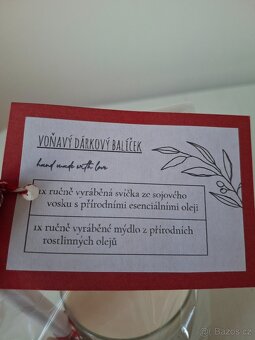 VOŇAVÝ DÁRKOVÝ BALÍČEK
hand made with love
1x ručně vyráběná svíčka ze sojového
vosku s přírodními esenciálními oleji
1x ručně vyráběné mýdlo z přírodních
rostlinných olejů
Bazos.cz